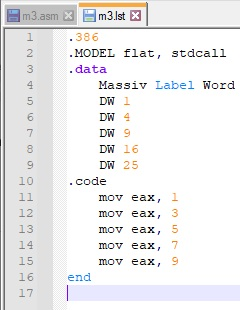 m3.asm m3.lst
1 .386
2 .MODEL flat, stdcall
3 .data
4 Massiv Label Word
5 DW 1
6 DW 4
7 DW 9
8 DW 16
9 DW 25
10 .code
11 mov eax, 1
12 mov eax, 3
13 mov eax, 5
14 mov eax, 7
15 mov eax, 9
16 end
17